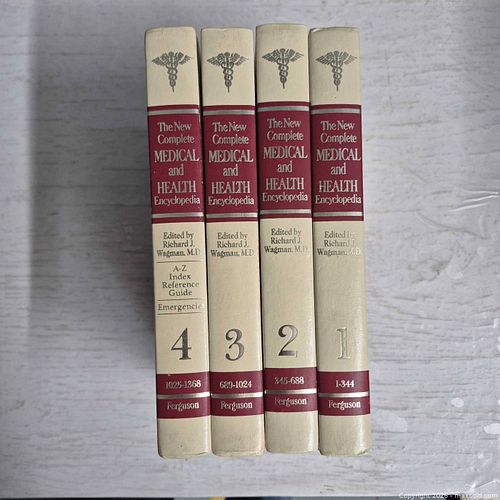 The New
Complete
MEDICAL
and
HEALTH
Encyclopedia
Edited by
Richard J.
Wagman, M.D.
A-Z
Index
Reference
Guide
Emergencies
4
1025-1368
Ferguson
The New
Complete
MEDICAL
and
HEALTH
Encyclopedia
Edited by
Richard J.
Wagman, M.D.
3
689-1024
Ferguson
The New
Complete
MEDICAL
and
HEALTH
Encyclopedia
Edited by
Richard J.
Wagman, M.D.
2
345-688
Ferguson
The New
Complete
MEDICAL
and
HEALTH
Encyclopedia
Edited by
Richard J.
Wagman, M.D.
1
1-344
Ferguson